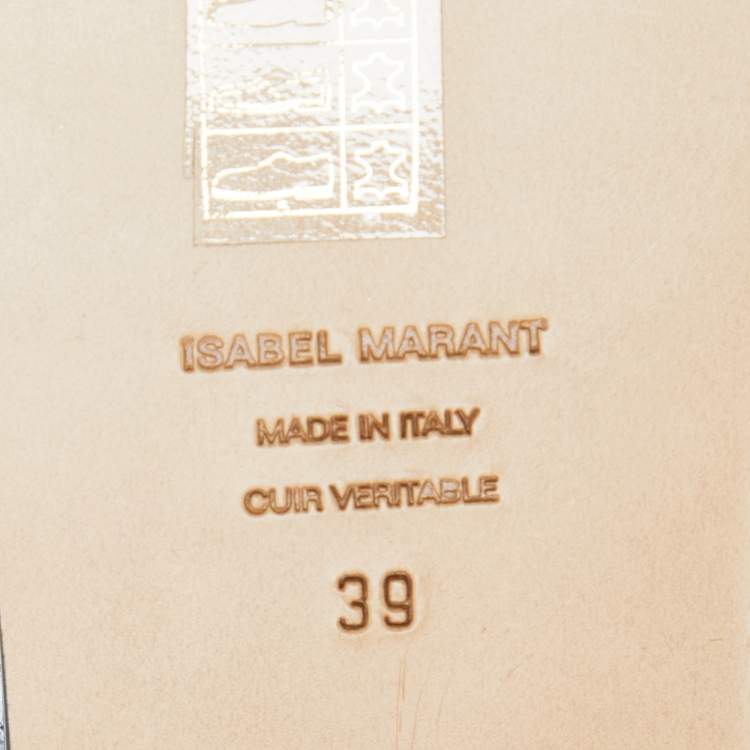 ISABEL MARANT
MADE IN ITALY
CUIR VERITABLE
39